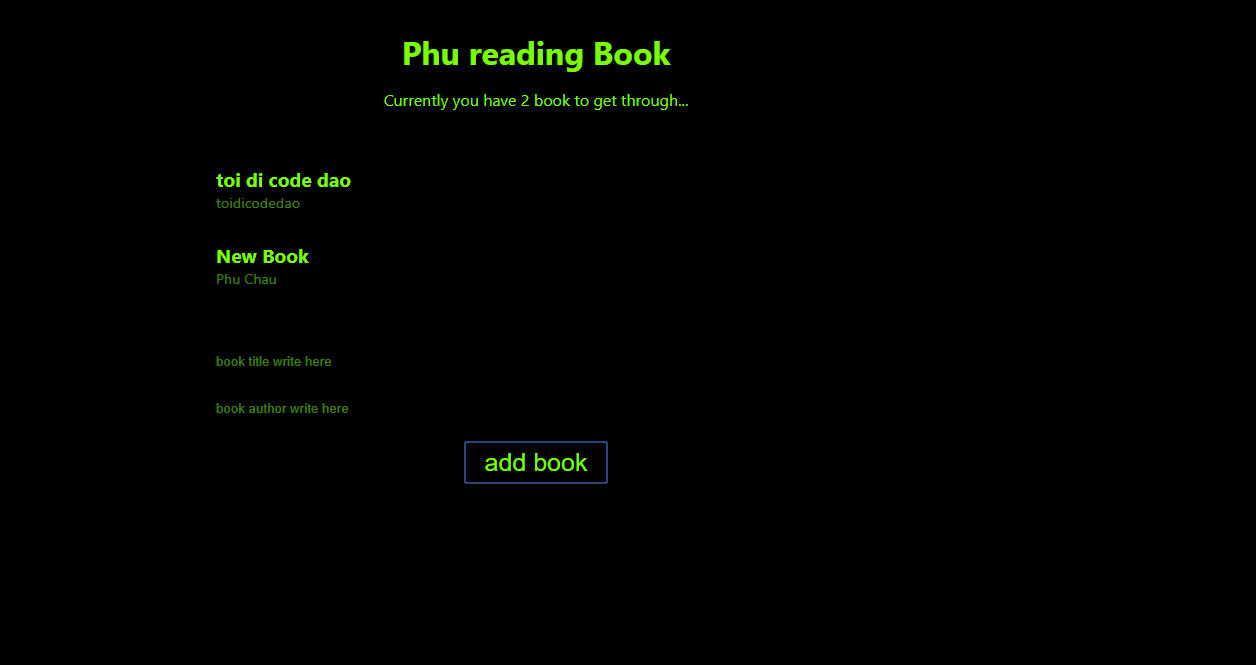 Phu reading Book
Currently you have 2 book to get through...
toi di code dao
toidicodedao
New Book
Phu Chau
book title write here
book author write here
add book